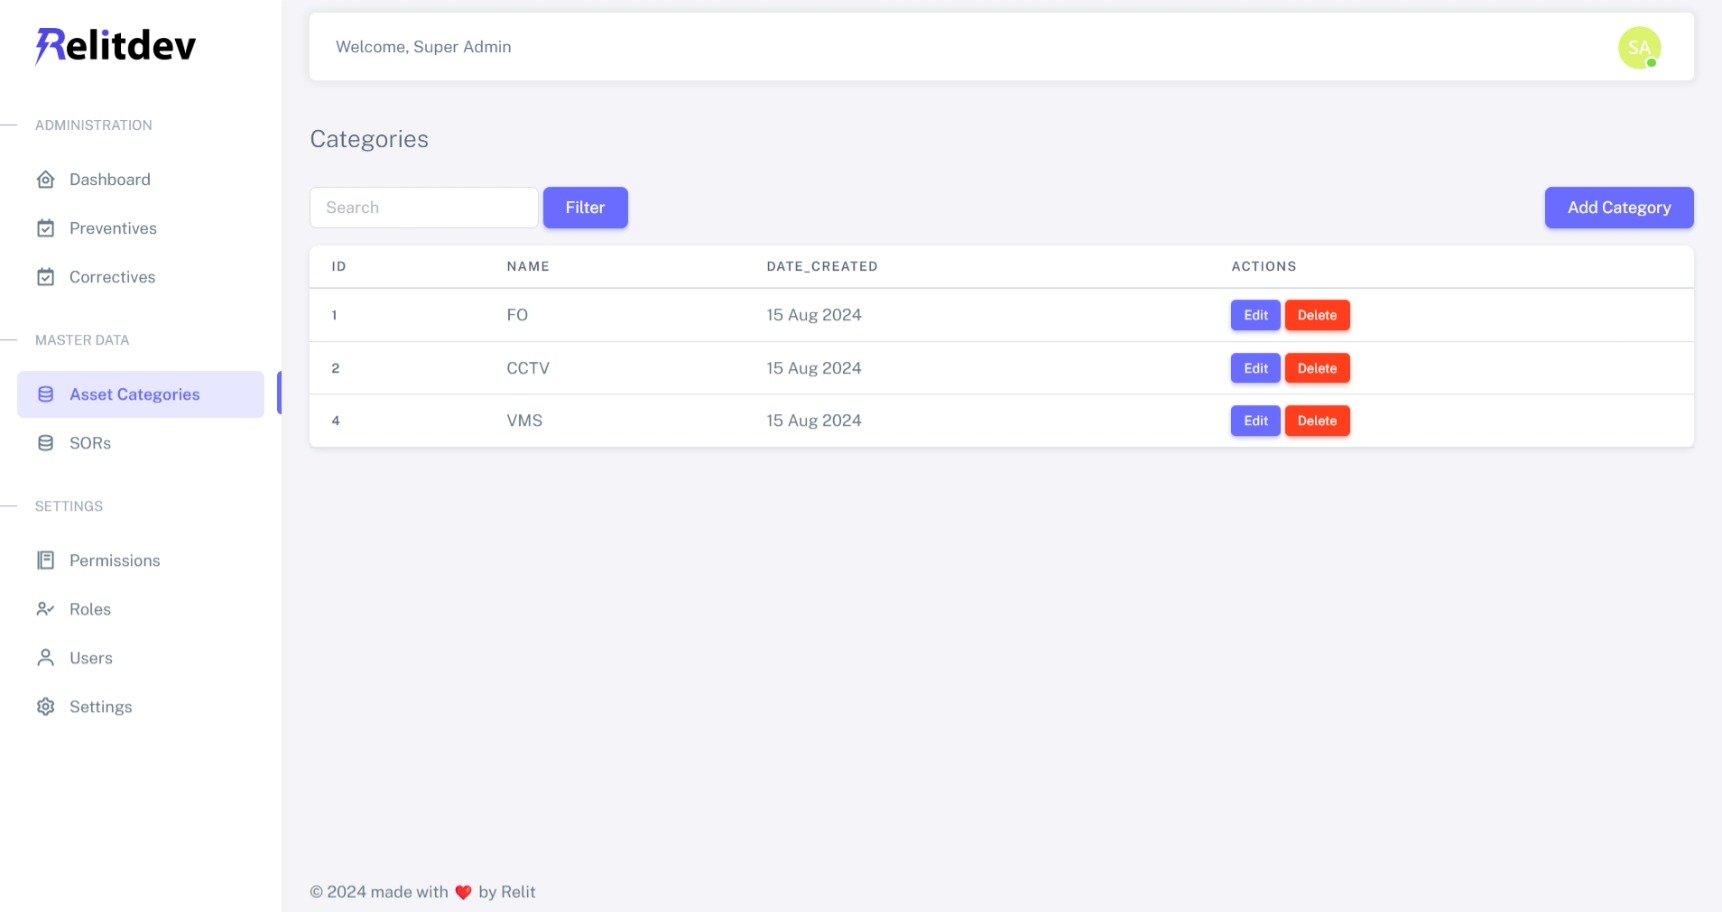 Relitdev
Welcome, Super Admin
SA
ADMINISTRATION
Dashboard
Preventives
Correctives
MASTER DATA
Asset Categories
SORs
SETTINGS
Permissions
Roles
Users
Settings
Categories
Search Filter Add Category
ID NAME DATE_CREATED ACTIONS
1 FO 15 Aug 2024 Edit Delete
2 CCTV 15 Aug 2024 Edit Delete
4 VMS 15 Aug 2024 Edit Delete
© 2024 made with ❤️ by Relit